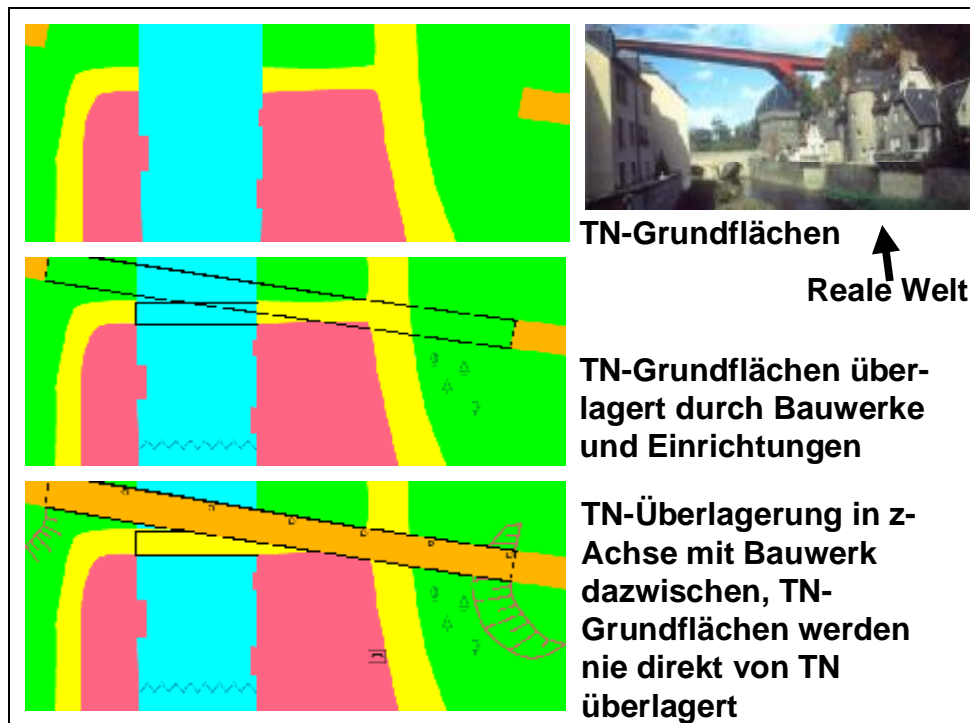 TN-Grundflächen
Reale Welt
TN-Grundflächen über-
lagert durch Bauwerke
und Einrichtungen
TN-Überlagerung in z-
Achse mit Bauwerk
dazwischen, TN-
Grundflächen werden
nie direkt von TN
überlagert